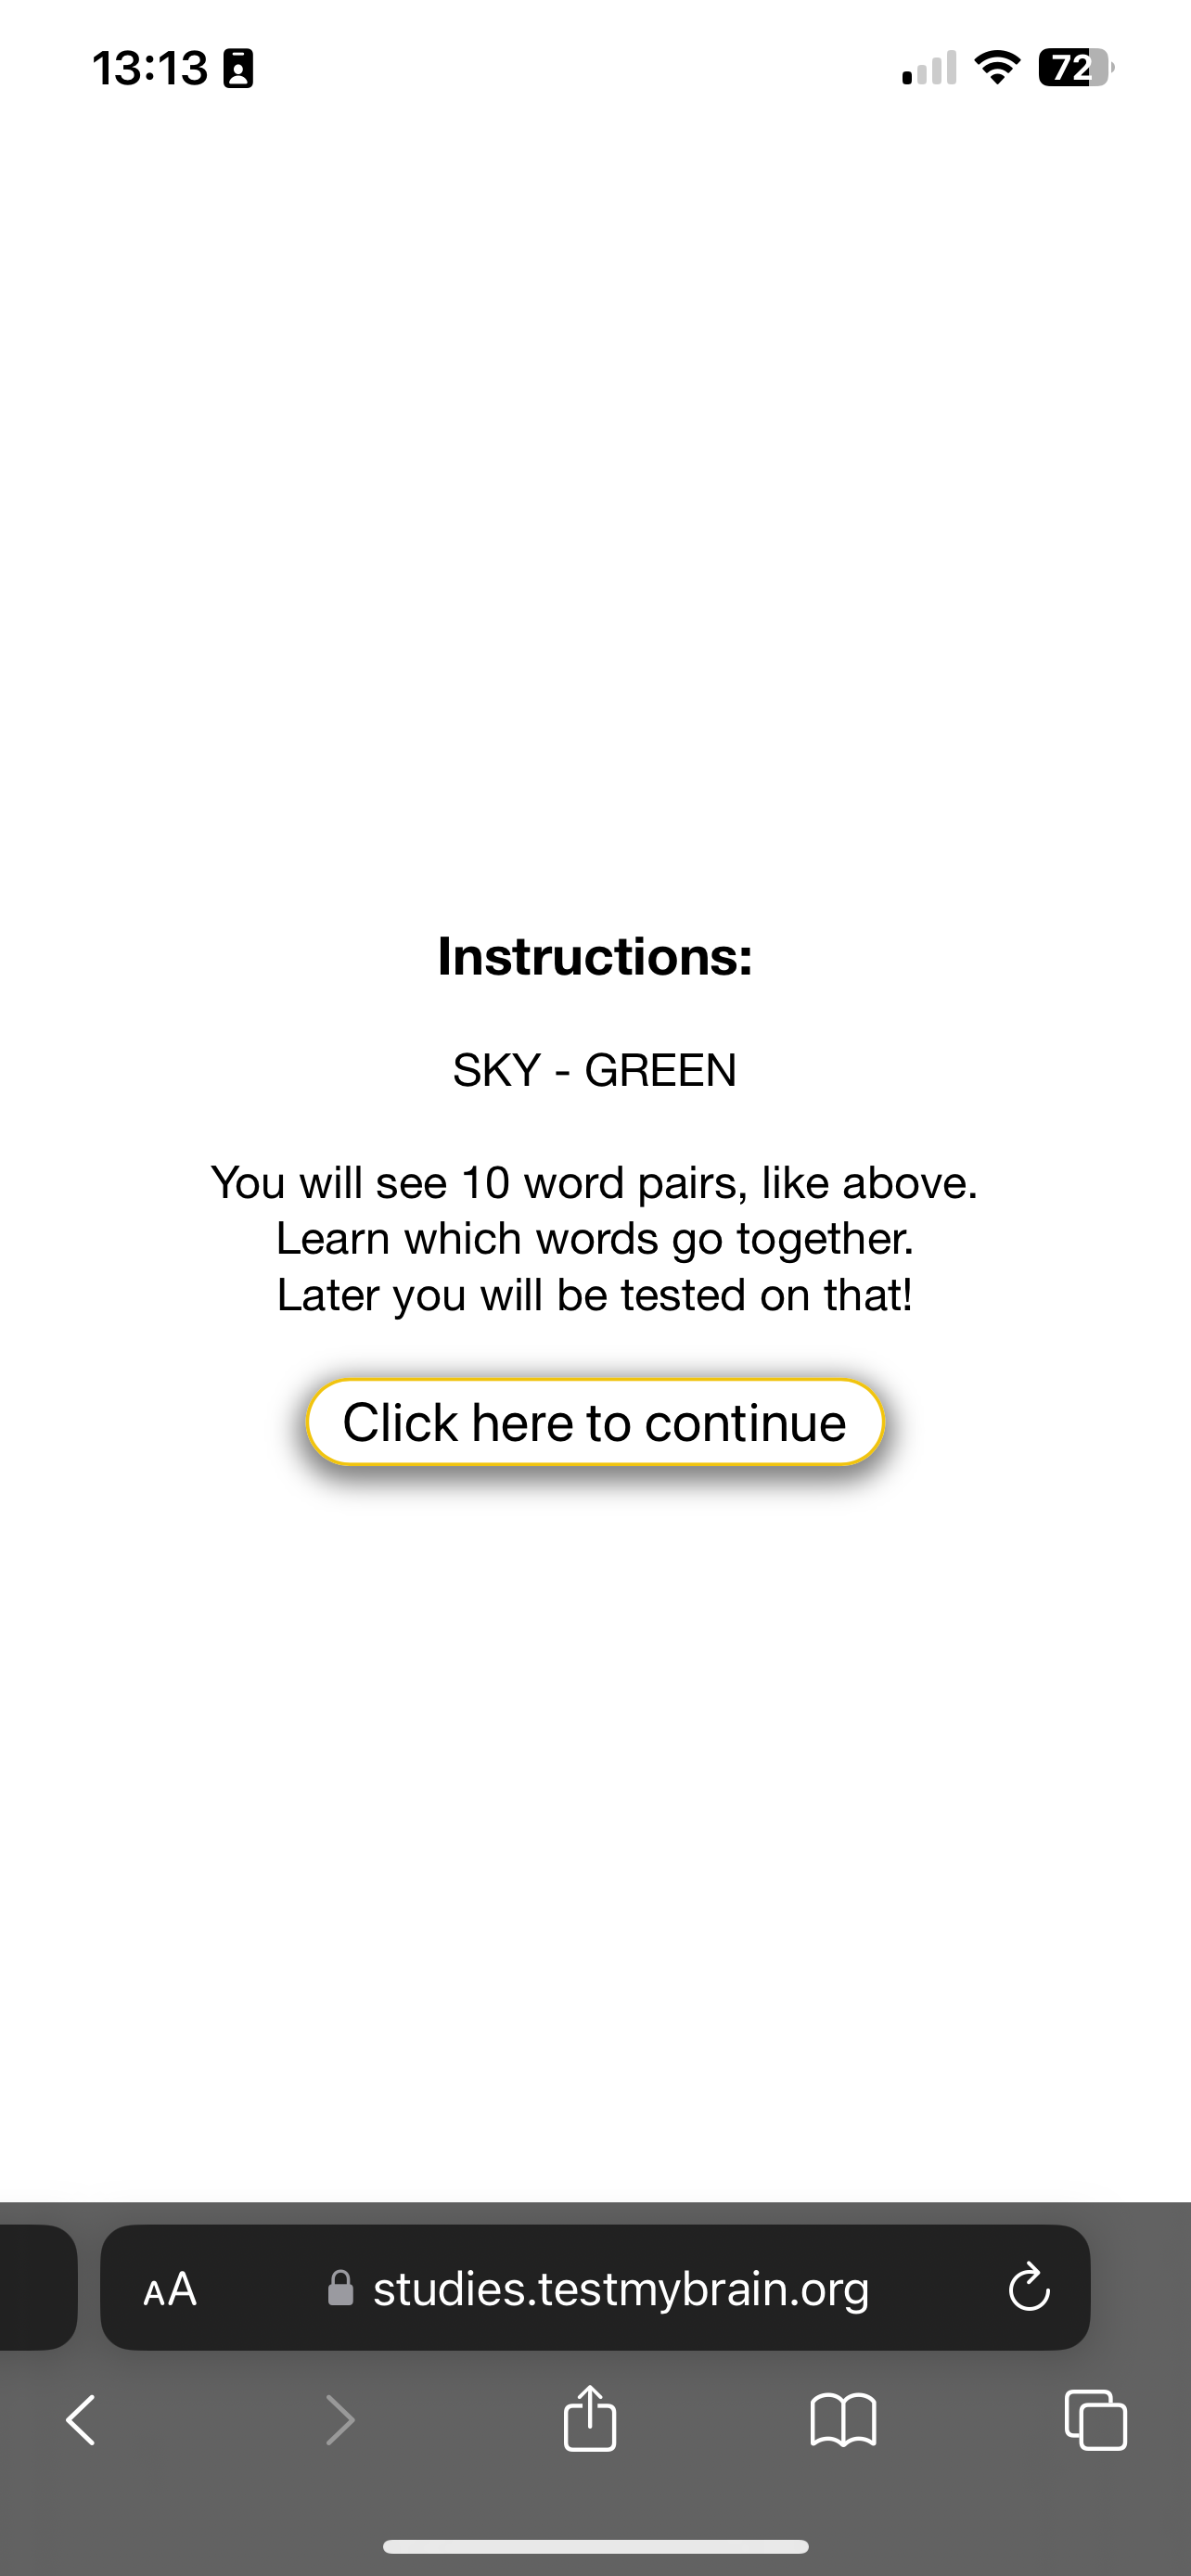 13:13
72
Instructions:
SKY - GREEN
You will see 10 word pairs, like above.
Learn which words go together.
Later you will be tested on that!
Click here to continue
AA
studies.testmybrain.org